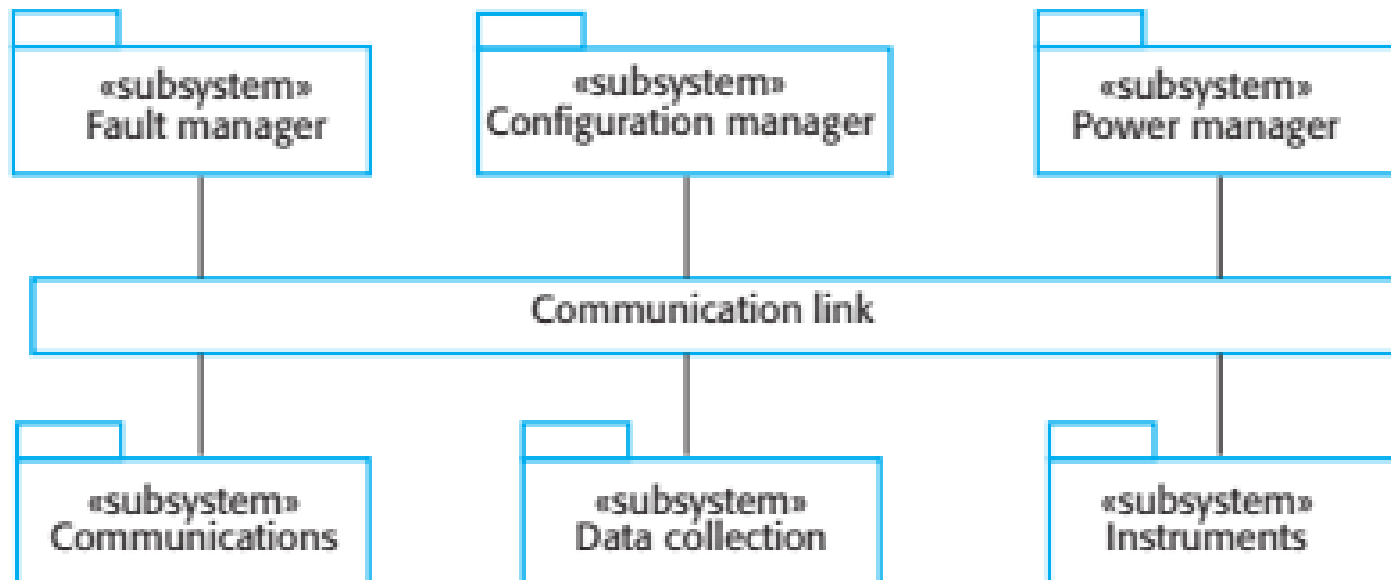 «subsystem»
Fault manager
«subsystem»
Configuration manager
«subsystem»
Power manager
Communication link
«subsystem»
Communications
«subsystem»
Data collection
«subsystem»
Instruments